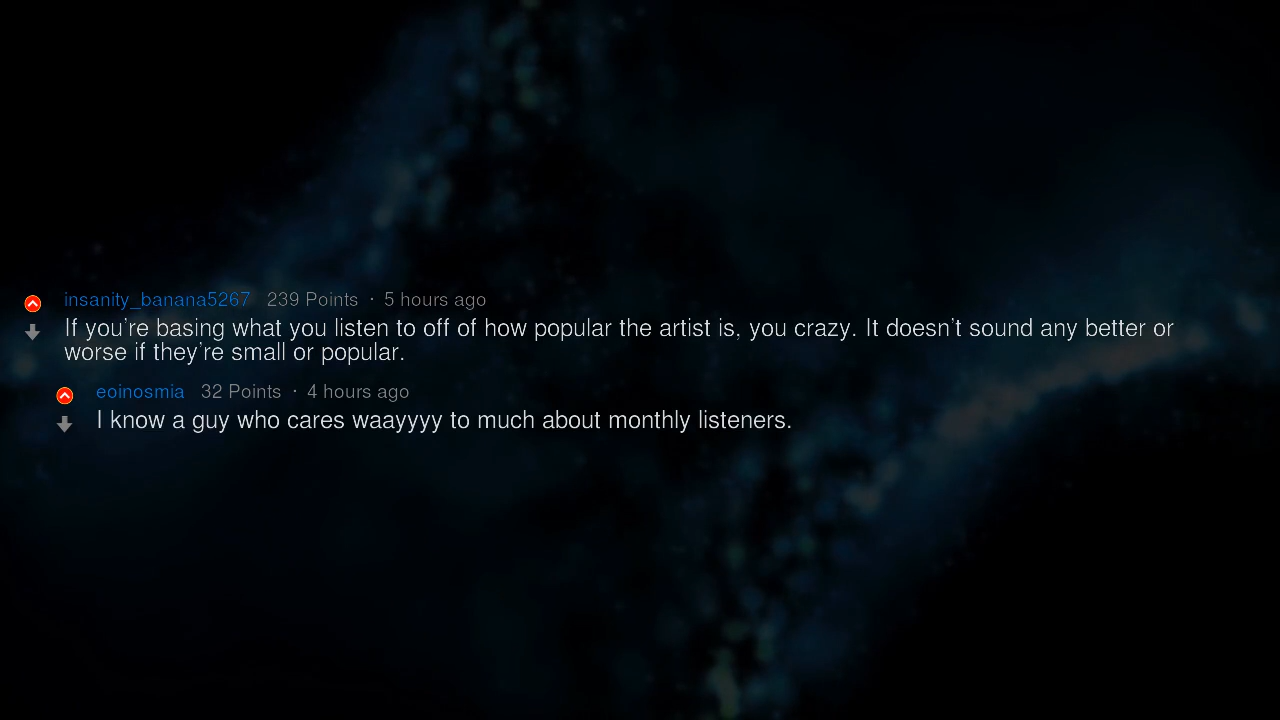 insanity_banana5267 239 Points · 5 hours ago
If you're basing what you listen to off of how popular the artist is, you crazy. It doesn't sound any better or
worse if they're small or popular.
eoinosmia 32 Points · 4 hours ago
I know a guy who cares waayyyy to much about monthly listeners.